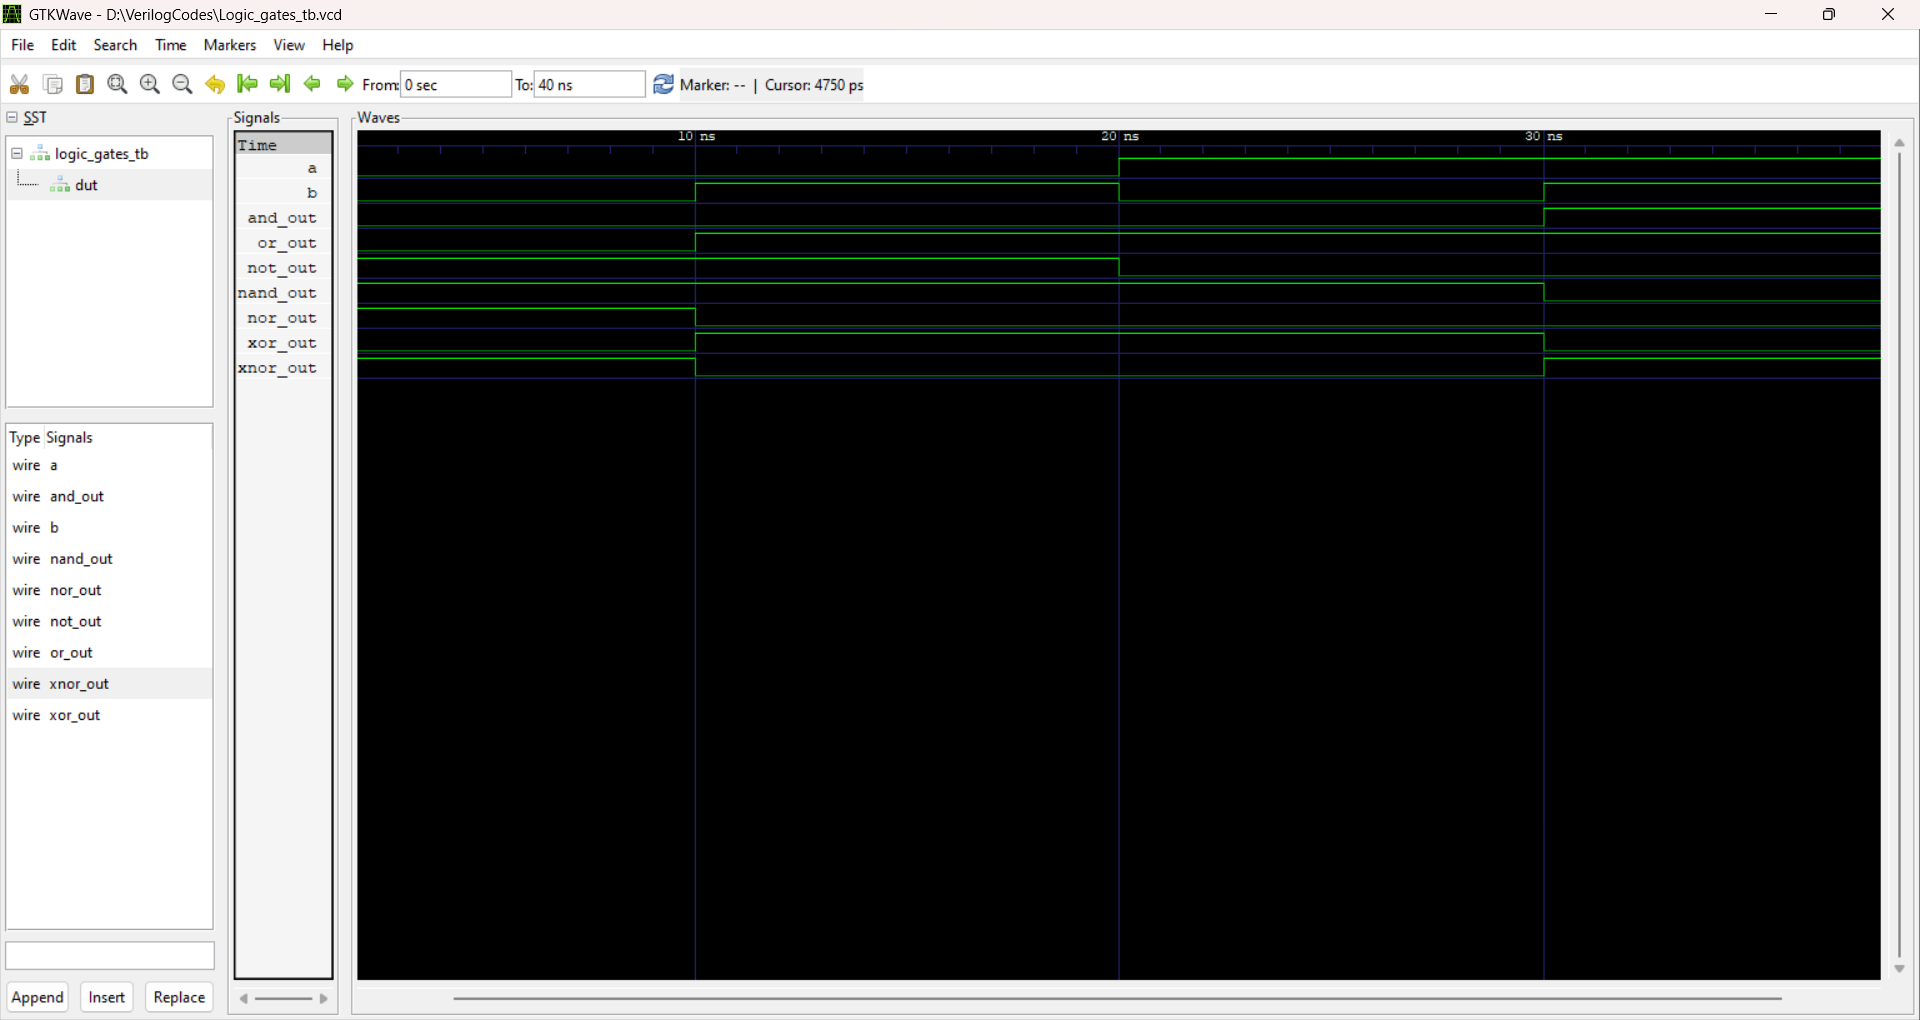 GTKWave - D:\VerilogCodes\Logic_gates_tb.vcd
File Edit Search Time Markers View Help
From: 0 sec To: 40 ns Marker: -- | Cursor: 4750 ps
SST
logic_gates_tb
dut
Type Signals
wire a
wire and_out
wire b
wire nand_out
wire nor_out
wire not_out
wire or_out
wire xnor_out
wire xor_out
Append Insert Replace
Signals
Time
a
b
and_out
or_out
not_out
nand_out
nor_out
xor_out
xnor_out
Waves
10 ns 20 ns 30 ns